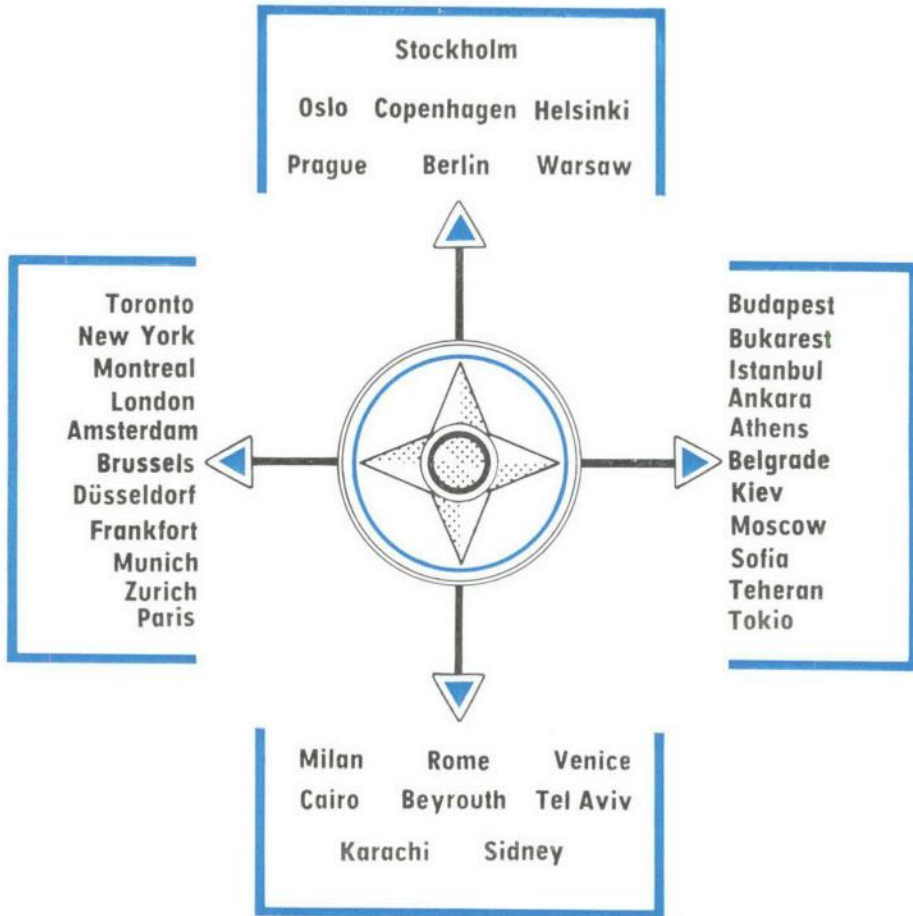 Stockholm
Oslo Copenhagen Helsinki
Prague Berlin Warsaw
Toronto
New York
Montreal
London
Amsterdam
Brussels
Düsseldorf
Frankfort
Munich
Zurich
Paris
Budapest
Bukarest
Istanbul
Ankara
Athens
Belgrade
Kiev
Moscow
Sofia
Teheran
Tokio
Milan Rome Venice
Cairo Beyrouth Tel Aviv
Karachi Sidney